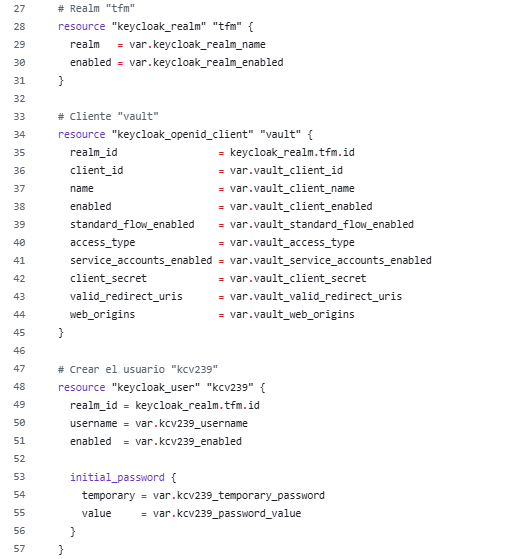 27 # Realm "tfm"
28 resource "keycloak_realm" "tfm" {
29   realm   = var.keycloak_realm_name
30   enabled = var.keycloak_realm_enabled
31 }
32
33 # Cliente "vault"
34 resource "keycloak_openid_client" "vault" {
35   realm_id                 = keycloak_realm.tfm.id
36   client_id                = var.vault_client_id
37   name                     = var.vault_client_name
38   enabled                  = var.vault_client_enabled
39   standard_flow_enabled    = var.vault_standard_flow_enabled
40   access_type              = var.vault_access_type
41   service_accounts_enabled = var.vault_service_accounts_enabled
42   client_secret            = var.vault_client_secret
43   valid_redirect_uris      = var.vault_valid_redirect_uris
44   web_origins              = var.vault_web_origins
45 }
46
47 # Crear el usuario "kcv239"
48 resource "keycloak_user" "kcv239" {
49   realm_id = keycloak_realm.tfm.id
50   username = var.kcv239_username
51   enabled  = var.kcv239_enabled
52
53   initial_password {
54     temporary = var.kcv239_temporary_password
55     value     = var.kcv239_password_value
56   }
57 }